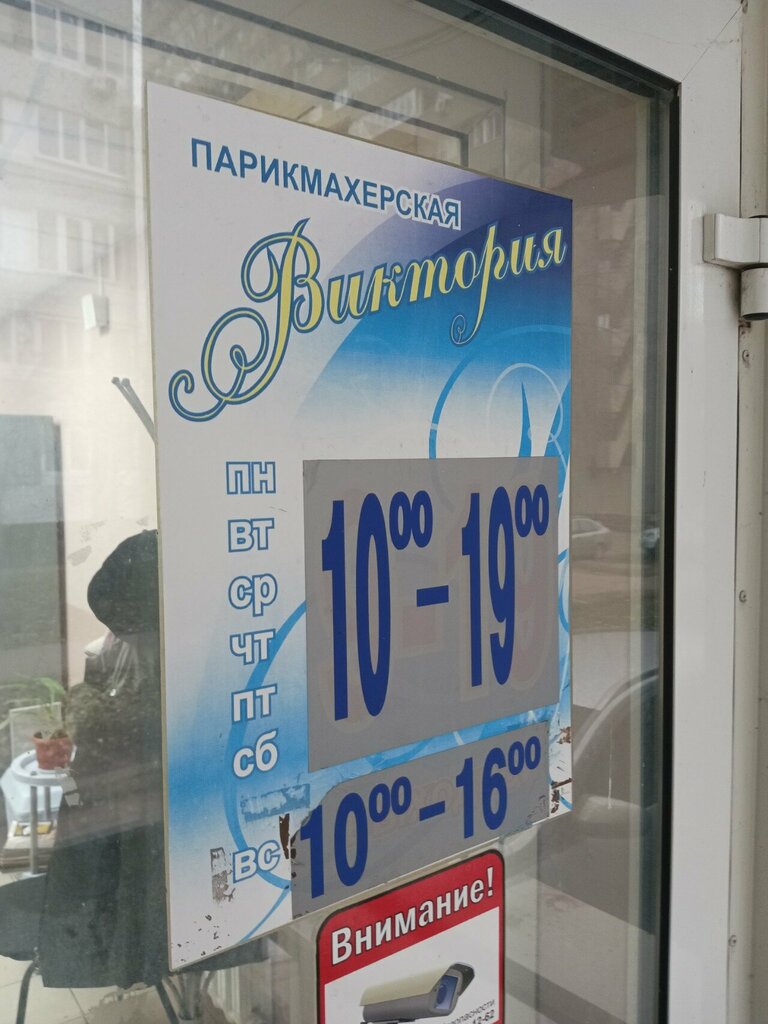 ПАРИКМАХЕРСКАЯ
Виктория
пн
вт
ср
чт
пт
сб
10⁰⁰ – 19⁰⁰
вс
10⁰⁰ – 16⁰⁰
Внимание!